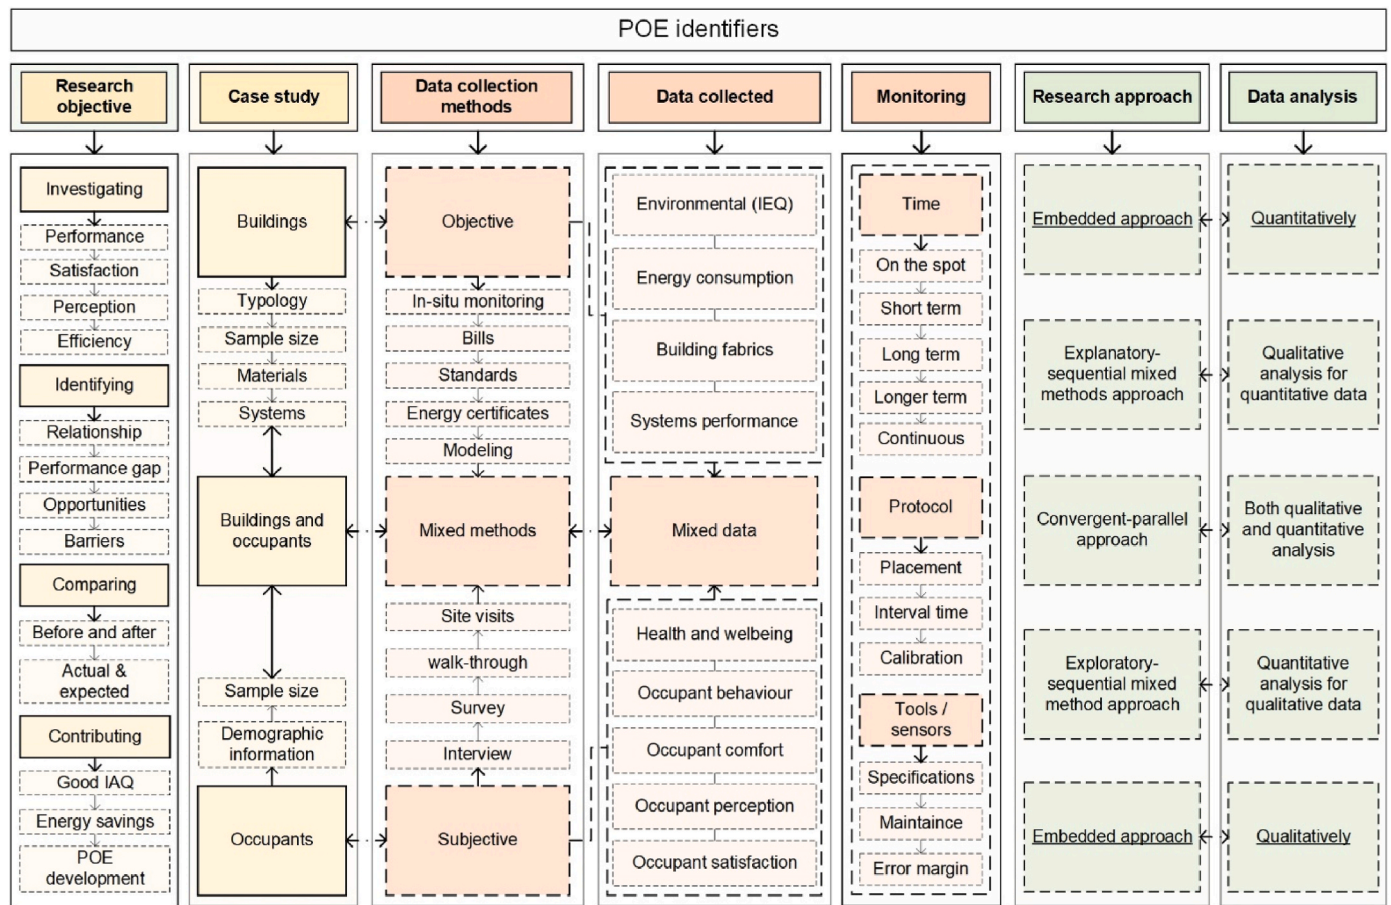 POE identifiers
Research
objective
Investigating
Performance
Satisfaction
Perception
Efficiency
Identifying
Relationship
Performance gap
Opportunities
Barriers
Comparing
Before and after
Actual &
expected
Contributing
Good IAQ
Energy savings
POE
development
Case study
Buildings
Typology
Sample size
Materials
Systems
Buildings and
occupants
Sample size
Demographic
information
Occupants
Data collection
methods
Objective
In-situ monitoring
Bills
Standards
Energy certificates
Modeling
Mixed methods
Site visits
walk-through
Survey
Interview
Subjective
Data collected
Environmental (IEQ)
Energy consumption
Building fabrics
Systems performance
Mixed data
Health and wellbeing
Occupant behaviour
Occupant comfort
Occupant perception
Occupant satisfaction
Monitoring
Time
On the spot
Short term
Long term
Longer term
Continuous
Protocol
Placement
Interval time
Calibration
Tools /
sensors
Specifications
Maintaince
Error margin
Research approach
Embedded approach
Explanatory-
sequential mixed
methods approach
Convergent-parallel
approach
Exploratory-
sequential mixed
method approach
Embedded approach
Data analysis
Quantitatively
Qualitative
analysis for
quantitative data
Both qualitative
and quantitative
analysis
Quantitative
analysis for
qualitative data
Qualitatively